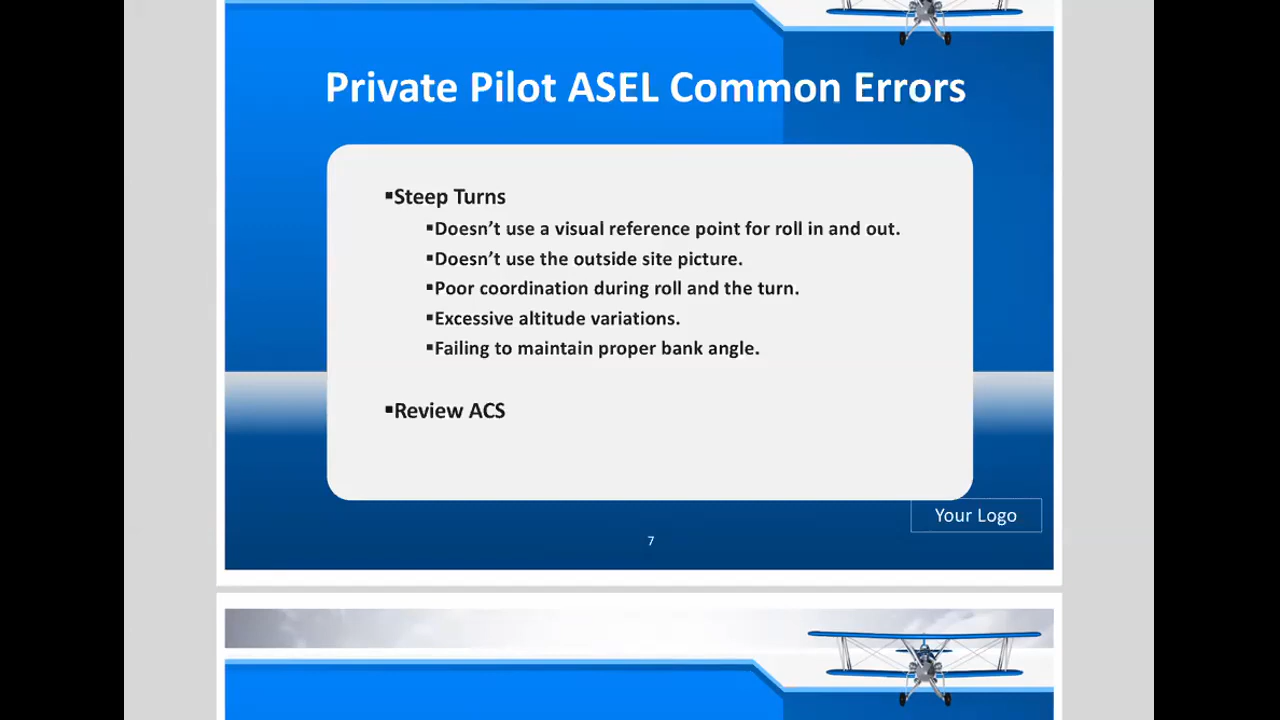 Private Pilot ASEL Common Errors
▪Steep Turns
▪Doesn’t use a visual reference point for roll in and out.
▪Doesn’t use the outside site picture.
▪Poor coordination during roll and the turn.
▪Excessive altitude variations.
▪Failing to maintain proper bank angle.
▪Review ACS
Your Logo
7